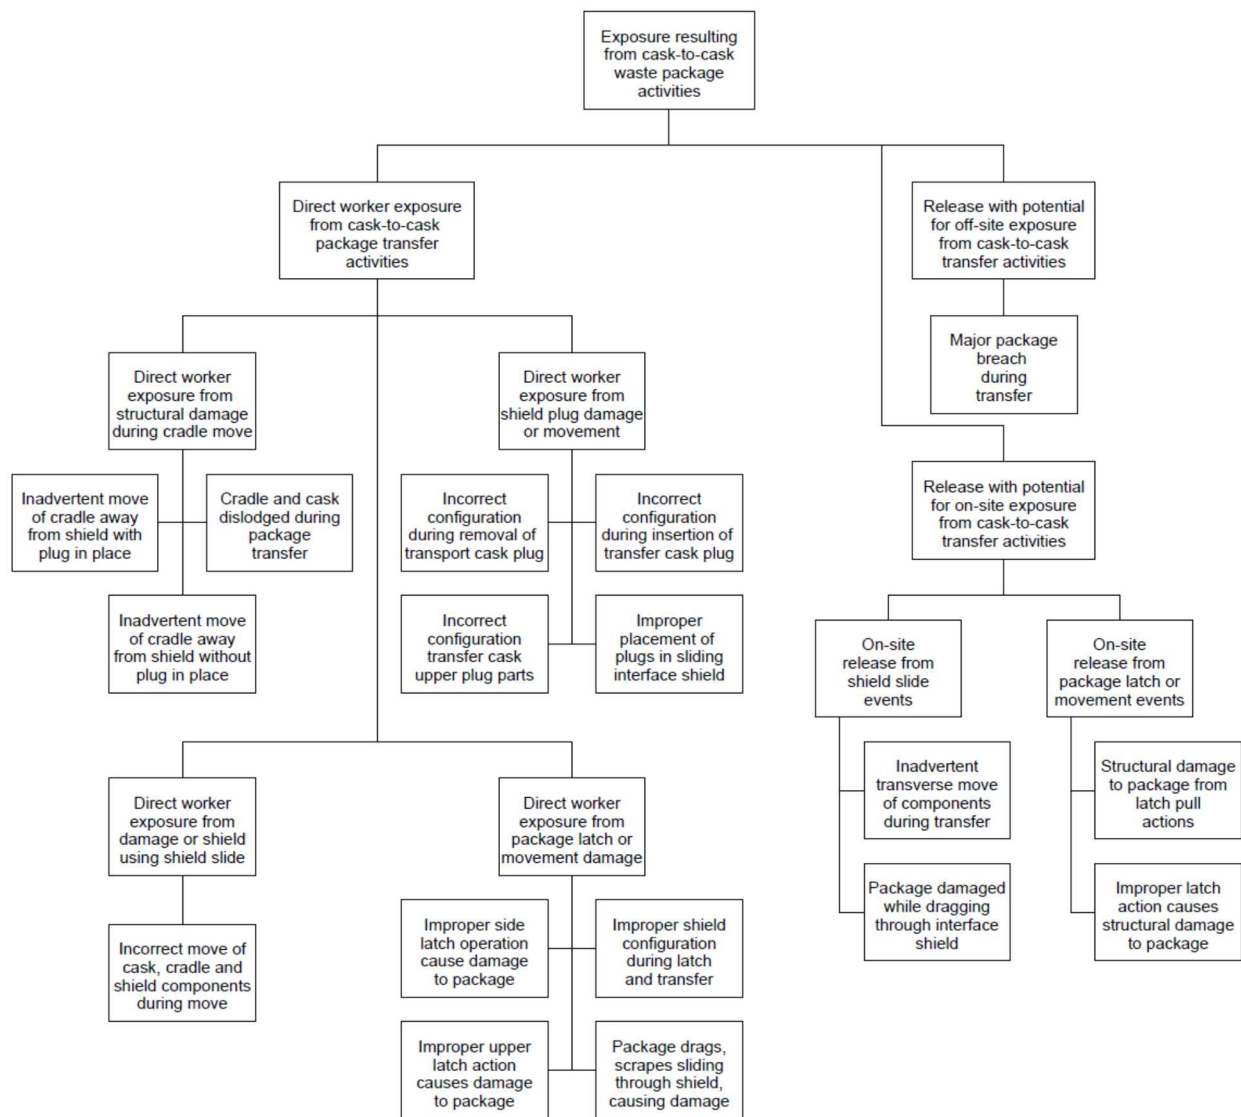 Exposure resulting
from cask-to-cask
waste package
activities
Direct worker exposure
from cask-to-cask
package transfer
activities
Release with potential
for off-site exposure
from cask-to-cask
transfer activities
Major package
breach
during
transfer
Direct worker
exposure from
structural damage
during cradle move
Direct worker
exposure from
shield plug damage
or movement
Inadvertent move
of cradle away
from shield with
plug in place
Cradle and cask
dislodged during
package
transfer
Inadvertent move
of cradle away
from shield without
plug in place
Incorrect
configuration
during removal of
transport cask plug
Incorrect
configuration
during insertion of
transfer cask plug
Incorrect
configuration
transfer cask
upper plug parts
Improper
placement of
plugs in sliding
interface shield
Release with potential
for on-site exposure
from cask-to-cask
transfer activities
On-site
release from
shield slide
events
On-site
release from
package latch or
movement events
Inadvertent
transverse move
of components
during transfer
Structural damage
to package from
latch pull
actions
Package damaged
while dragging
through interface
shield
Improper latch
action causes
structural damage
to package
Direct worker
exposure from
damage or shield
using shield slide
Direct worker
exposure from
package latch or
movement damage
Incorrect move of
cask, cradle and
shield components
during move
Improper side
latch operation
cause damage
to package
Improper shield
configuration
during latch
and transfer
Improper upper
latch action
causes damage
to package
Package drags,
scrapes sliding
through shield,
causing damage